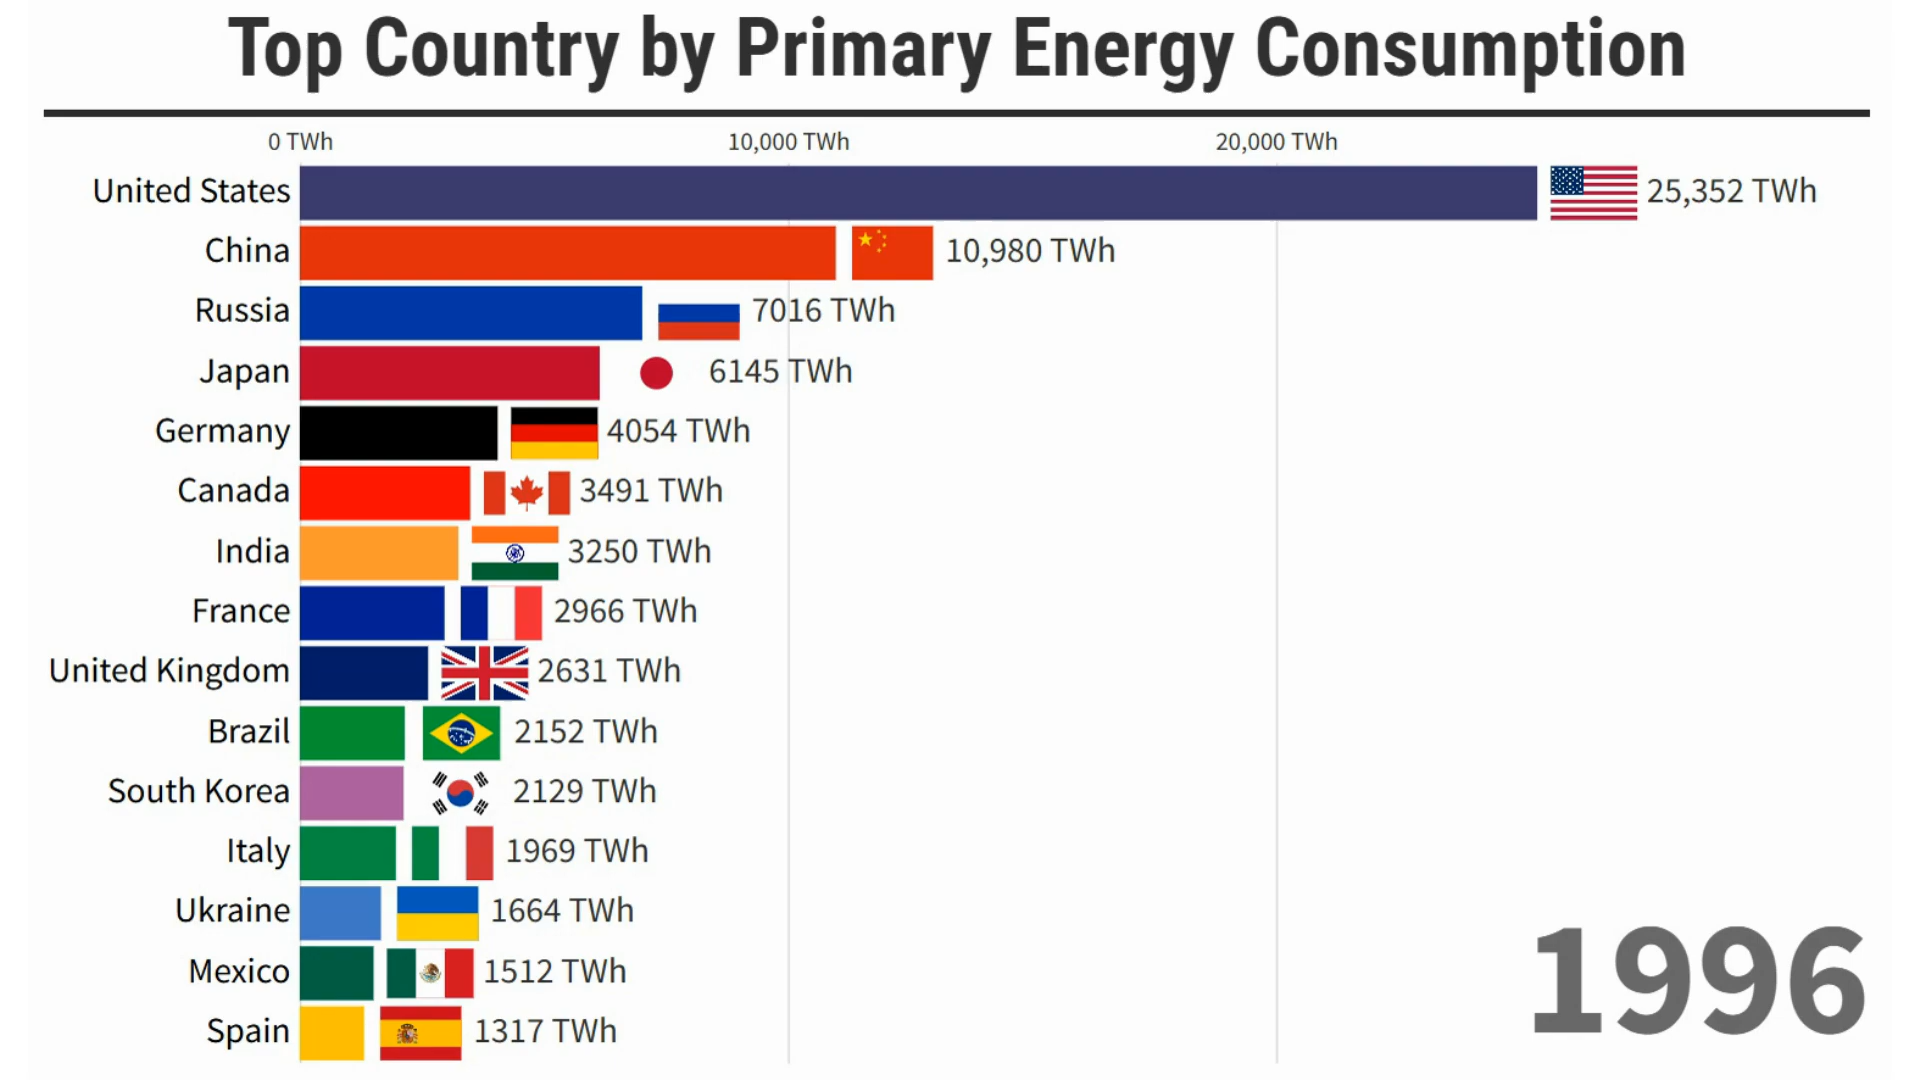 Top Country by Primary Energy Consumption
0 TWh 10,000 TWh 20,000 TWh
United States 25,352 TWh
China 10,980 TWh
Russia 7016 TWh
Japan 6145 TWh
Germany 4054 TWh
Canada 3491 TWh
India 3250 TWh
France 2966 TWh
United Kingdom 2631 TWh
Brazil 2152 TWh
South Korea 2129 TWh
Italy 1969 TWh
Ukraine 1664 TWh
Mexico 1512 TWh
Spain 1317 TWh
1996